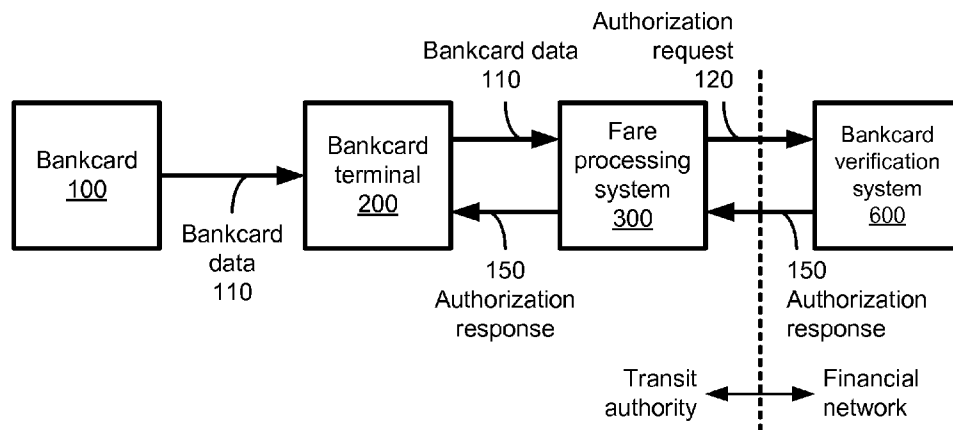 Authorization
request
120
Bankcard data
110
Bankcard
100
Bankcard
terminal
200
Fare
processing
system
300
Bankcard
verification
system
600
Bankcard
data
110
150
Authorization
response
150
Authorization
response
Transit
authority
Financial
network